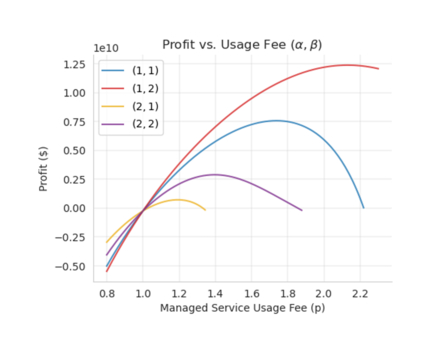 Profit vs. Usage Fee (α, β)
1e10
(1, 1)
(1, 2)
(2, 1)
(2, 2)
1.25
1.00
0.75
0.50
0.25
0.00
−0.25
−0.50
Profit ($)
0.8 1.0 1.2 1.4 1.6 1.8 2.0 2.2
Managed Service Usage Fee (p)